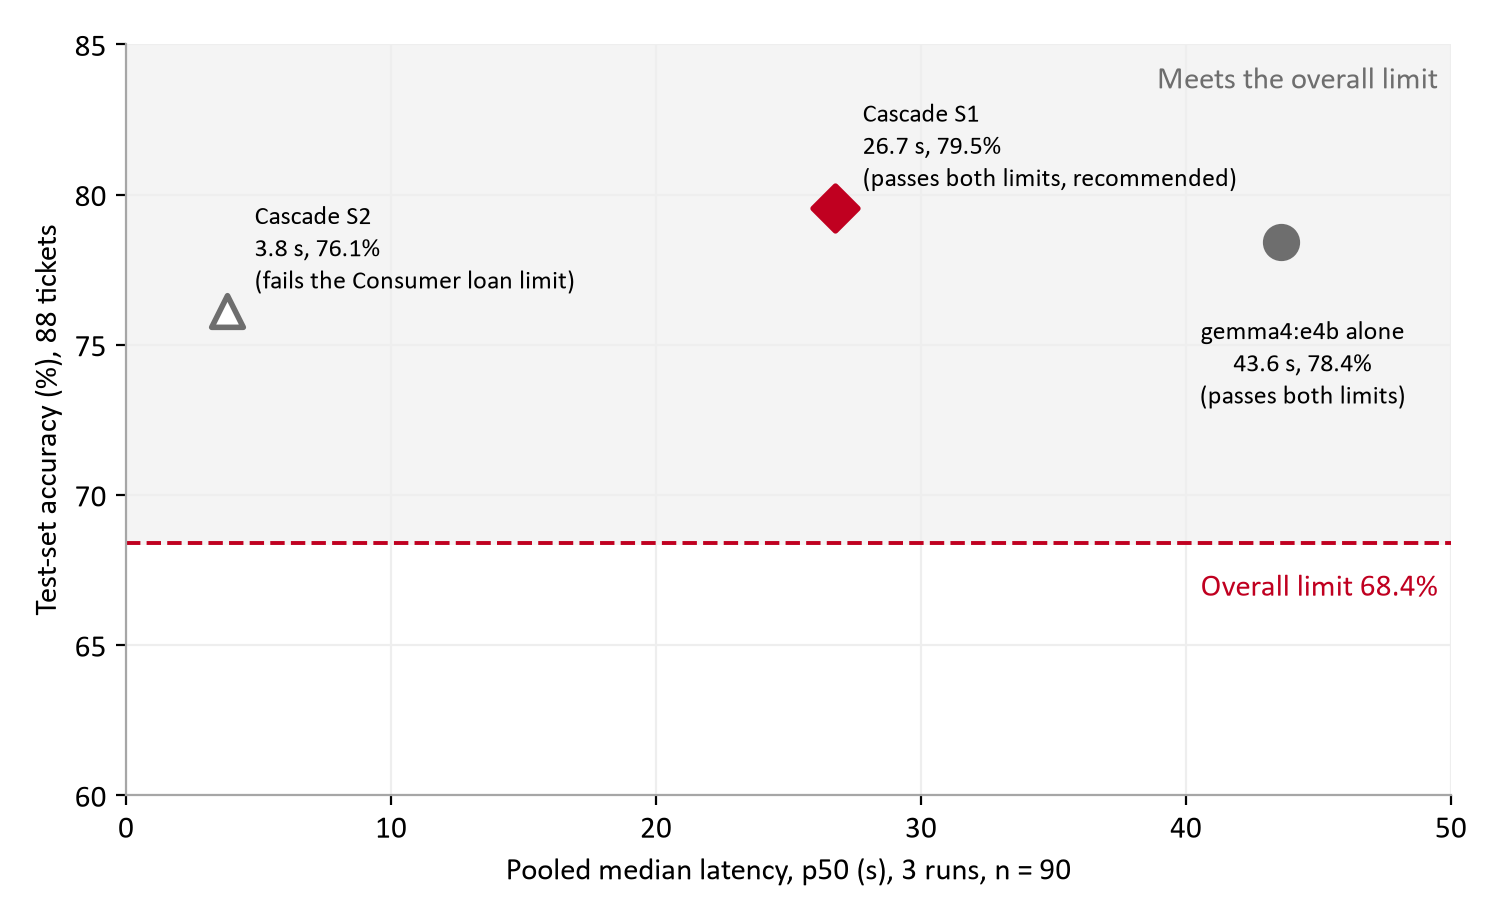 85
Meets the overall limit
Cascade S1
26.7 s, 79.5%
(passes both limits, recommended)
80
Cascade S2
3.8 s, 76.1%
(fails the Consumer loan limit)
75
gemma4:e4b alone
43.6 s, 78.4%
(passes both limits)
70
Overall limit 68.4%
65
60
Test-set accuracy (%), 88 tickets
0 10 20 30 40 50
Pooled median latency, p50 (s), 3 runs, n = 90